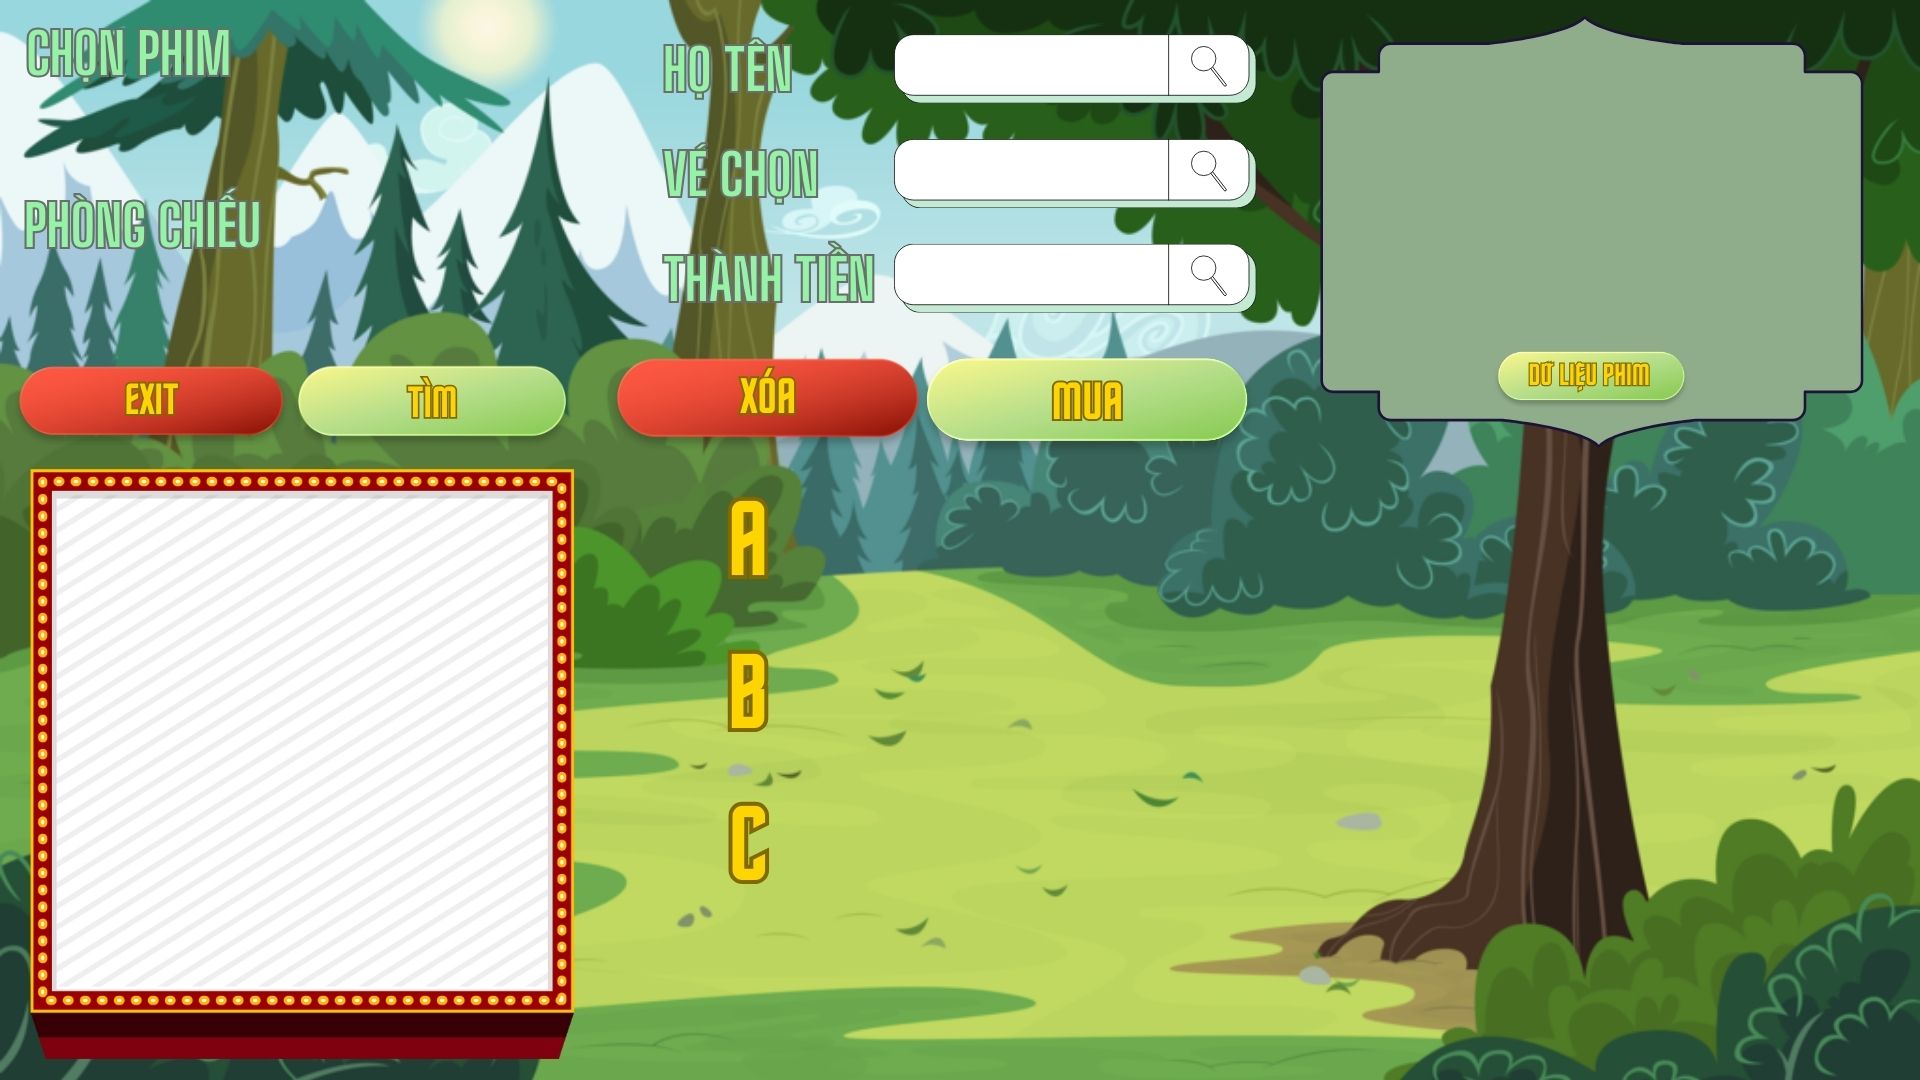 CHỌN PHIM
PHÒNG CHIẾU
HỌ TÊN
VÉ CHỌN
THÀNH TIỀN
EXIT
TÌM
XÓA
MUA
DỮ LIỆU PHIM
A
B
C